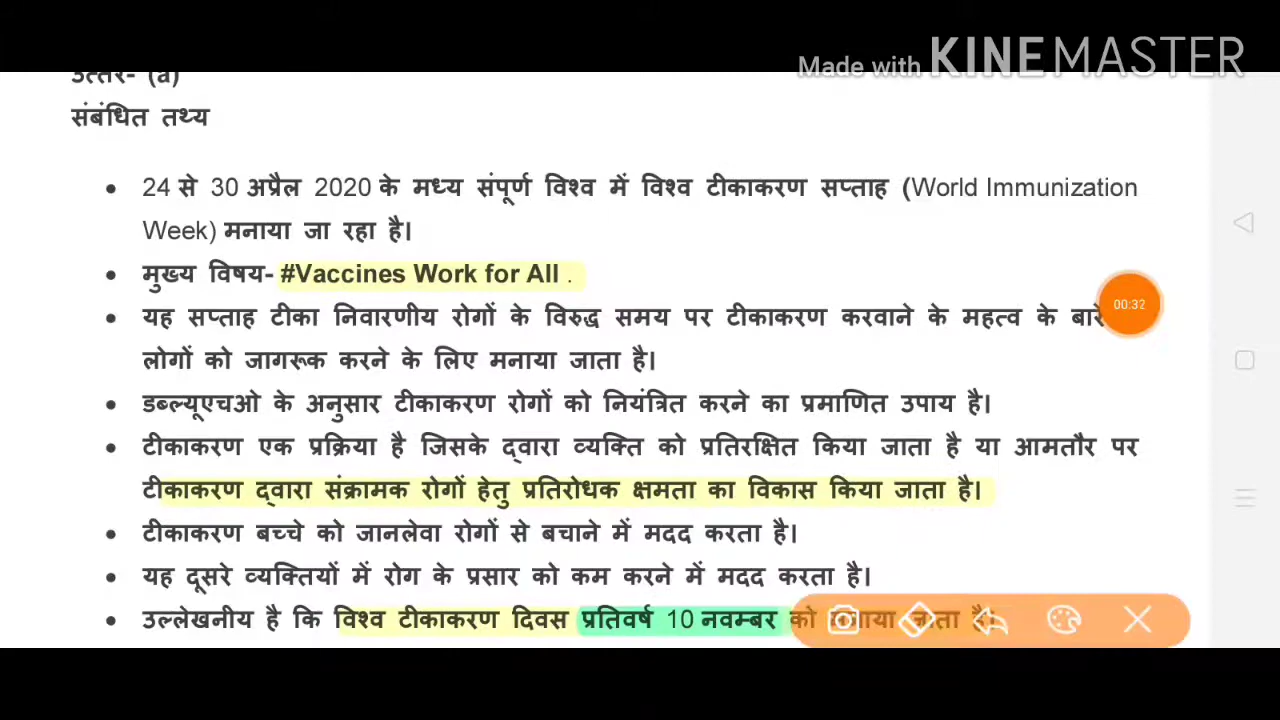 Made with KINEMASTER
उत्तर- (a)
संबंधित तथ्य
• 24 से 30 अप्रैल 2020 के मध्य संपूर्ण विश्व में विश्व टीकाकरण सप्ताह (World Immunization
Week) मनाया जा रहा है।
• मुख्य विषय- #Vaccines Work for All .
• यह सप्ताह टीका निवारणीय रोगों के विरुद्ध समय पर टीकाकरण करवाने के महत्व के बारे
00:32
लोगों को जागरूक करने के लिए मनाया जाता है।
• डब्ल्यूएचओ के अनुसार टीकाकरण रोगों को नियंत्रित करने का प्रमाणित उपाय है।
• टीकाकरण एक प्रक्रिया है जिसके द्वारा व्यक्ति को प्रतिरक्षित किया जाता है या आमतौर पर
टीकाकरण द्वारा संक्रामक रोगों हेतु प्रतिरोधक क्षमता का विकास किया जाता है।
• टीकाकरण बच्चे को जानलेवा रोगों से बचाने में मदद करता है।
• यह दूसरे व्यक्तियों में रोग के प्रसार को कम करने में मदद करता है।
• उल्लेखनीय है कि विश्व टीकाकरण दिवस प्रतिवर्ष 10 नवम्बर को मनाया जाता है।